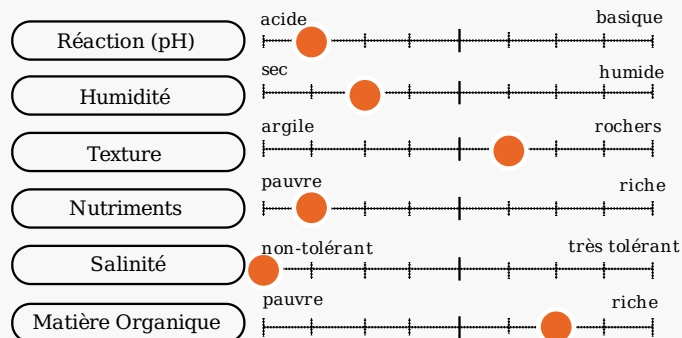 acide basique
Réaction (pH)
sec humide
Humidité
argile rochers
Texture
pauvre riche
Nutriments
non-tolérant très tolérant
Salinité
pauvre riche
Matière Organique